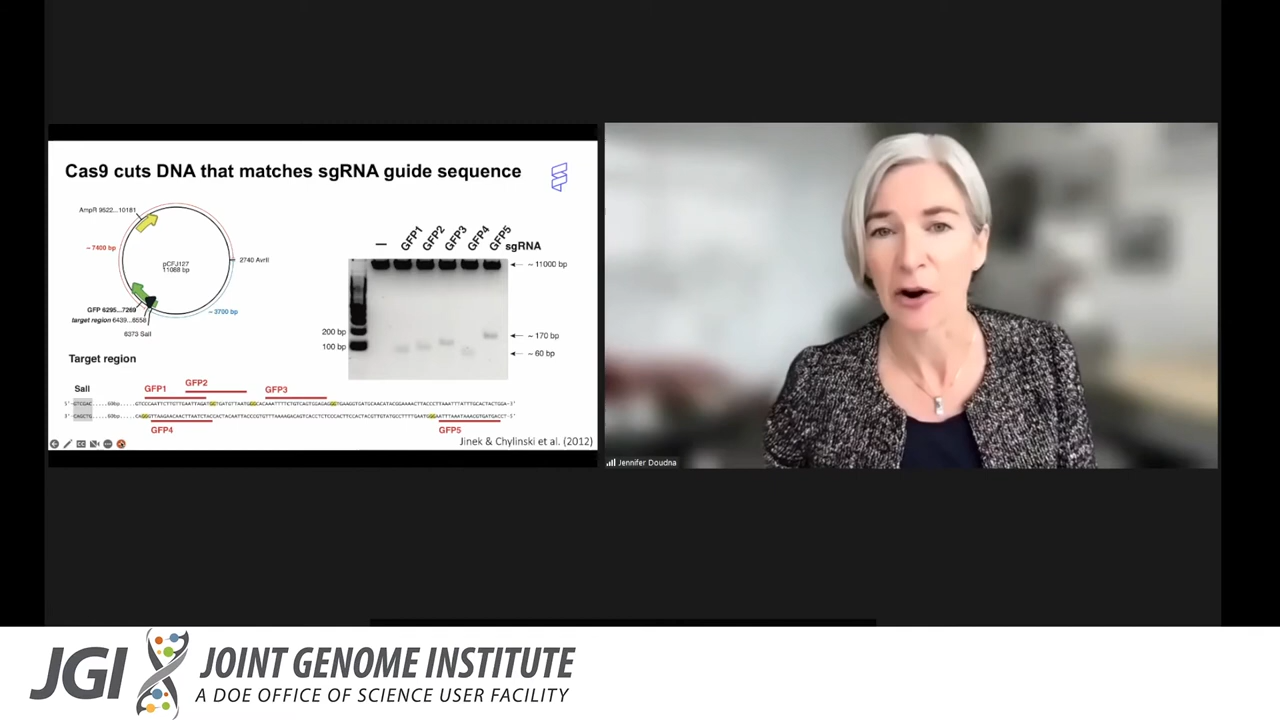 Cas9 cuts DNA that matches sgRNA guide sequence
AmpR 9522...10181
~ 7400 bp
pCFJ127
11088 bp
2740 AvrII
GFP 6295...7269
target region 6439...6558
6373 SalI
~ 3700 bp
– GFP1 GFP2 GFP3 GFP4 GFP5 sgRNA
~ 11000 bp
200 bp
100 bp
~ 170 bp
~ 60 bp
Target region
SalI
GFP1
GFP2
GFP3
GFP4
GFP5
Jinek & Chylinski et al. (2012)
Jennifer Doudna
JGI JOINT GENOME INSTITUTE
A DOE OFFICE OF SCIENCE USER FACILITY